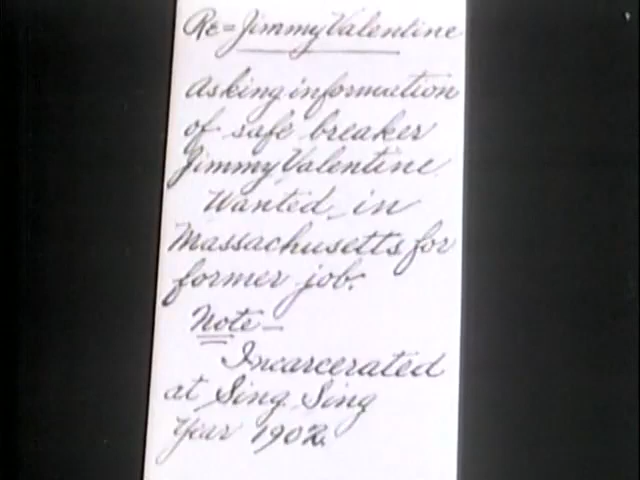 Re= Jimmy Valentine
Asking information
of safe breaker
Jimmy Valentine
Wanted in
Massachusetts for
former job.
Note—
Incarcerated
at Sing Sing
Year 1902.